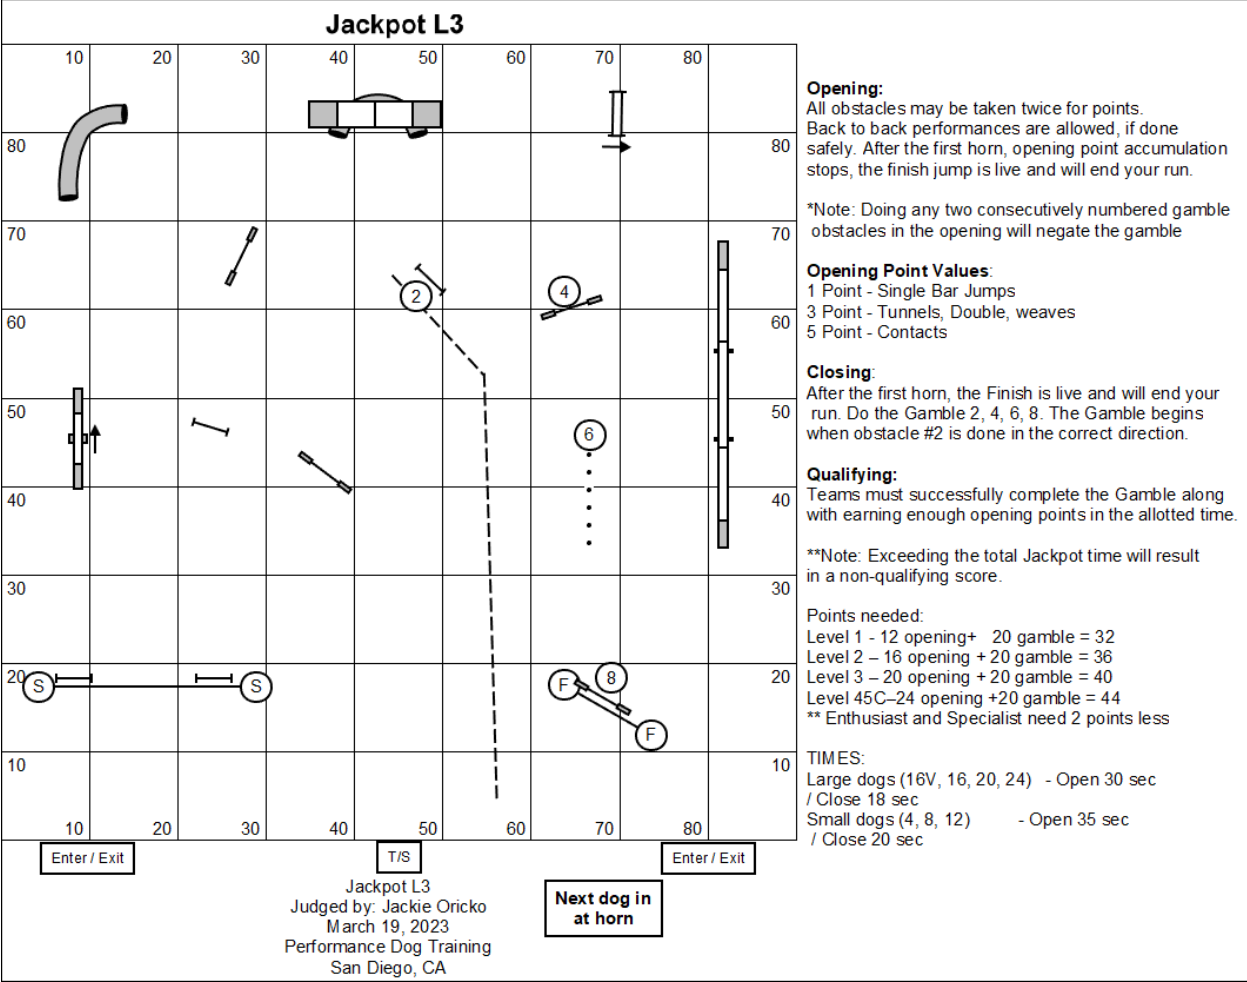 Jackpot L3
10 20 30 40 50 60 70 80
80 80
70 70
60 60
50 50
40 40
30 30
20 20
10 10
10 20 30 40 50 60 70 80
2
4
6
8
S S
F
F
Enter / Exit
T/S
Enter / Exit
Jackpot L3
Judged by: Jackie Oricko
March 19, 2023
Performance Dog Training
San Diego, CA
Next dog in
at horn
Opening:
All obstacles may be taken twice for points.
Back to back performances are allowed, if done
safely. After the first horn, opening point accumulation
stops, the finish jump is live and will end your run.
*Note: Doing any two consecutively numbered gamble
obstacles in the opening will negate the gamble
Opening Point Values:
1 Point - Single Bar Jumps
3 Point - Tunnels, Double, weaves
5 Point - Contacts
Closing:
After the first horn, the Finish is live and will end your
run. Do the Gamble 2, 4, 6, 8. The Gamble begins
when obstacle #2 is done in the correct direction.
Qualifying:
Teams must successfully complete the Gamble along
with earning enough opening points in the allotted time.
**Note: Exceeding the total Jackpot time will result
in a non-qualifying score.
Points needed:
Level 1 - 12 opening+ 20 gamble = 32
Level 2 – 16 opening + 20 gamble = 36
Level 3 – 20 opening + 20 gamble = 40
Level 45C–24 opening +20 gamble = 44
** Enthusiast and Specialist need 2 points less
TIMES:
Large dogs (16V, 16, 20, 24) - Open 30 sec
/ Close 18 sec
Small dogs (4, 8, 12) - Open 35 sec
/ Close 20 sec